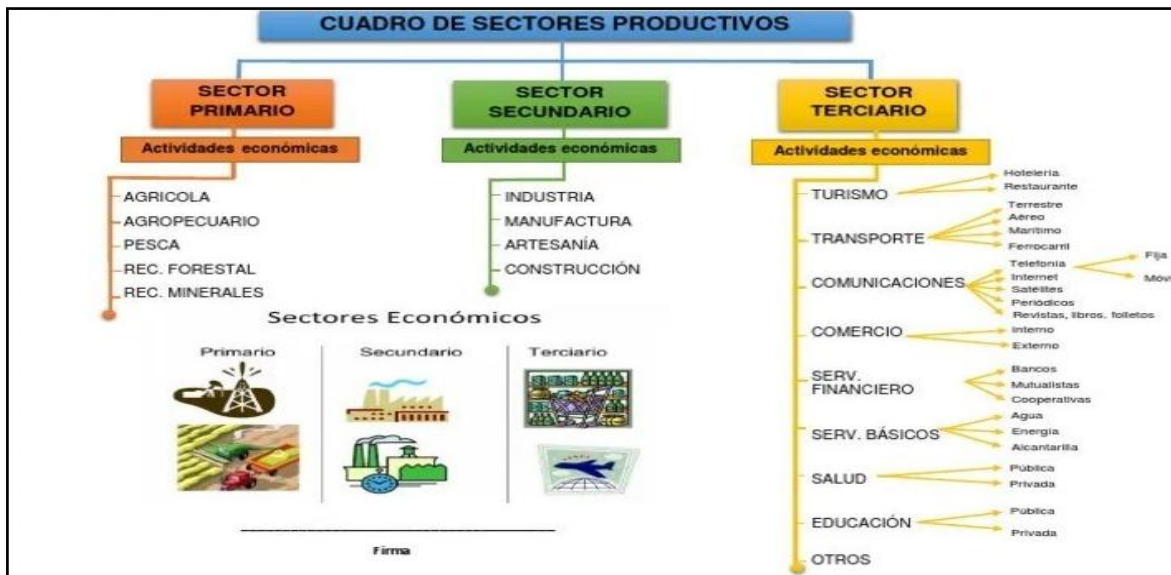 CUADRO DE SECTORES PRODUCTIVOS
SECTOR
PRIMARIO
Actividades económicas
AGRICOLA
AGROPECUARIO
PESCA
REC. FORESTAL
REC. MINERALES
SECTOR
SECUNDARIO
Actividades económicas
INDUSTRIA
MANUFACTURA
ARTESANÍA
CONSTRUCCIÓN
SECTOR
TERCIARIO
Actividades económicas
TURISMO
Hotelería
Restaurante
TRANSPORTE
Terrestre
Aéreo
Marítimo
Ferrocarril
COMUNICACIONES
Telefonía
Fija
Móvi
Internet
Satélites
Periódicos
Revistas, libros, folletos
COMERCIO
Interno
Externo
SERV.
FINANCIERO
Bancos
Mutualistas
Cooperativas
SERV. BÁSICOS
Agua
Energía
Alcantarilla
SALUD
Pública
Privada
EDUCACIÓN
Pública
Privada
OTROS
Sectores Económicos
Primario
Secundario
Terciario
Firma